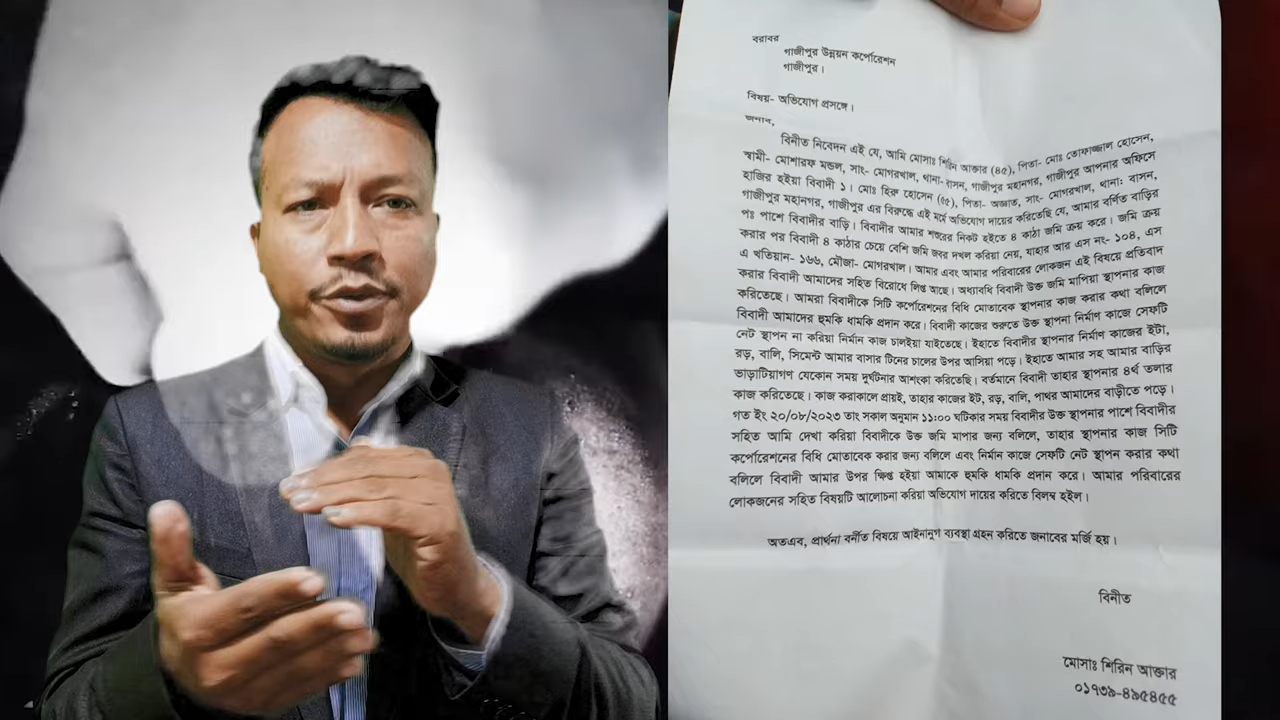 বরাবর
গাজীপুর উন্নয়ন কর্পোরেশন
গাজীপুর।
বিষয়- অভিযোগ প্রসঙ্গে।
জনাব,
বিনীত নিবেদন এই যে, আমি মোসাঃ শিরিন আক্তার (৪৫), পিতা- মোঃ তোফাজ্জাল হোসেন,
স্বামী- মোশারফ মন্ডল, সাং- মোগরখাল, থানা- বাসন, গাজীপুর মহানগর, গাজীপুর আপনার অফিসে
হাজির হইয়া বিবাদী ১। মোঃ হিরু হোসেন (৫৫), পিতা- অজ্ঞাত, সাং- মোগরখাল, থানা: বাসন,
গাজীপুর মহানগর, গাজীপুর এর বিরুদ্ধে এই মর্মে অভিযোগ দায়ের করিতেছি যে, আমার বর্ণিত বাড়ির
পঃ পাশে বিবাদীর বাড়ি। বিবাদীর আমার শশুরের নিকট হইতে ৪ কাঠা জমি ক্রয় করে। জমি ক্রয়
করার পর বিবাদী ৪ কাঠার চেয়ে বেশি জমি জবর দখল করিয়া নেয়, যাহার আর এস নং- ১০৪, এস
এ খতিয়ান- ১৬৬, মৌজা- মোগরখাল। আমার এবং আমার পরিবারের লোকজন এই বিষয়ে প্রতিবাদ
করার বিবাদী আমাদের সহিত বিরোধে লিপ্ত আছে। অধ্যাবধি বিবাদী উক্ত জমি মাপিয়া স্থাপনার কাজ
করিতেছে। আমরা বিবাদীকে সিটি কর্পোরেশনের বিধি মোতাবেক স্থাপনার কাজ করার কথা বলিলে
বিবাদী আমাদের হুমকি ধামকি প্রদান করে। বিবাদী কাজের শুরুতে উক্ত স্থাপনা নির্মাণ কাজে সেফটি
নেট স্থাপন না করিয়া নির্মান কাজ চালইয়া যাইতেছে। ইহাতে বিবাদীর স্থাপনার নির্মাণ কাজের ইটা,
রড়, বালি, সিমেন্ট আমার বাসার টিনের চালের উপর আসিয়া পড়ে। ইহাতে আমার সহ আমার বাড়ির
ভাড়াটিয়াগণ যেকোন সময় দুর্ঘটনার আশংকা করিতেছি। বর্তমানে বিবাদী তাহার স্থাপনার ৪র্থ তলার
কাজ করিতেছে। কাজ করাকালে প্রায়ই, তাহার কাজের ইট, রড়, বালি, পাথর আমাদের বাড়ীতে পড়ে।
গত ইং ২০/০৮/২০২৩ তাং সকাল অনুমান ১১:০০ ঘটিকার সময় বিবাদীর উক্ত স্থাপনার পাশে বিবাদীর
সহিত আমি দেখা করিয়া বিবাদীকে উক্ত জমি মাপার জন্য বলিলে, তাহার স্থাপনার কাজ সিটি
কর্পোরেশনের বিধি মোতাবেক করার জন্য বলিলে এবং নির্মান কাজে সেফটি নেট স্থাপন করার কথা
বলিলে বিবাদী আমার উপর ক্ষিপ্ত হইয়া আমাকে হুমকি ধামকি প্রদান করে। আমার পরিবারের
লোকজনের সহিত বিষয়টি আলোচনা করিয়া অভিযোগ দায়ের করিতে বিলম্ব হইল।
অতএব, প্রার্থনা বর্নীত বিষয়ে আইনানুগ ব্যবস্থা গ্রহন করিতে জনাবের মর্জি হয়।
বিনীত
মোসাঃ শিরিন আক্তার
০১৭৩৯-৪৯৫৪৫৫